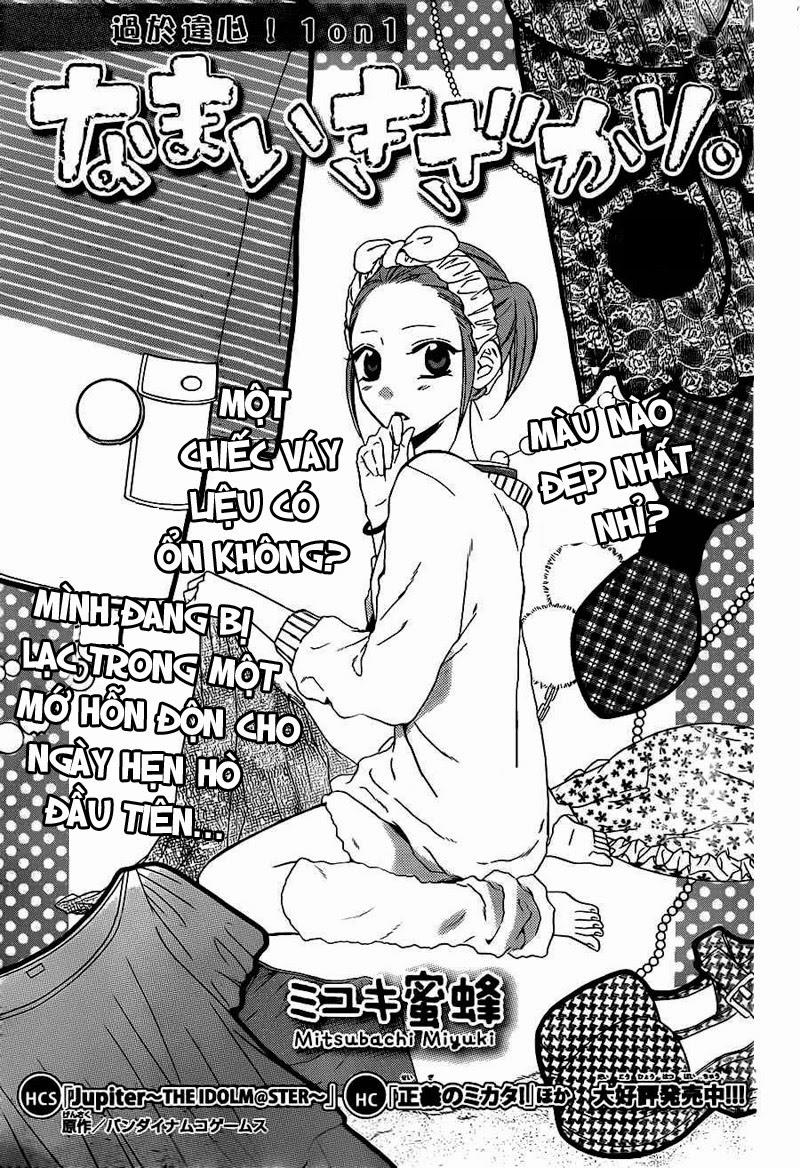 過於違心！1on1
なまいきざかり。
MỘT
CHIẾC VÁY
LIỆU CÓ
ỔN KHÔNG?
MÀU NÀO
ĐẸP NHẤT
NHỈ?
MÌNH ĐANG BỊ
LẠC TRONG MỘT
MỚ HỖN ĐỘN CHO
NGÀY HẸN HÒ
ĐẦU TIÊN...
ミユキ蜜蜂
Mitsubachi Miyuki
HCS『Jupiter〜THE IDOLM@STER〜』 HC『正義のミカタ!』ほか 大好評発売中!!!
原作／バンダイナムコゲームス